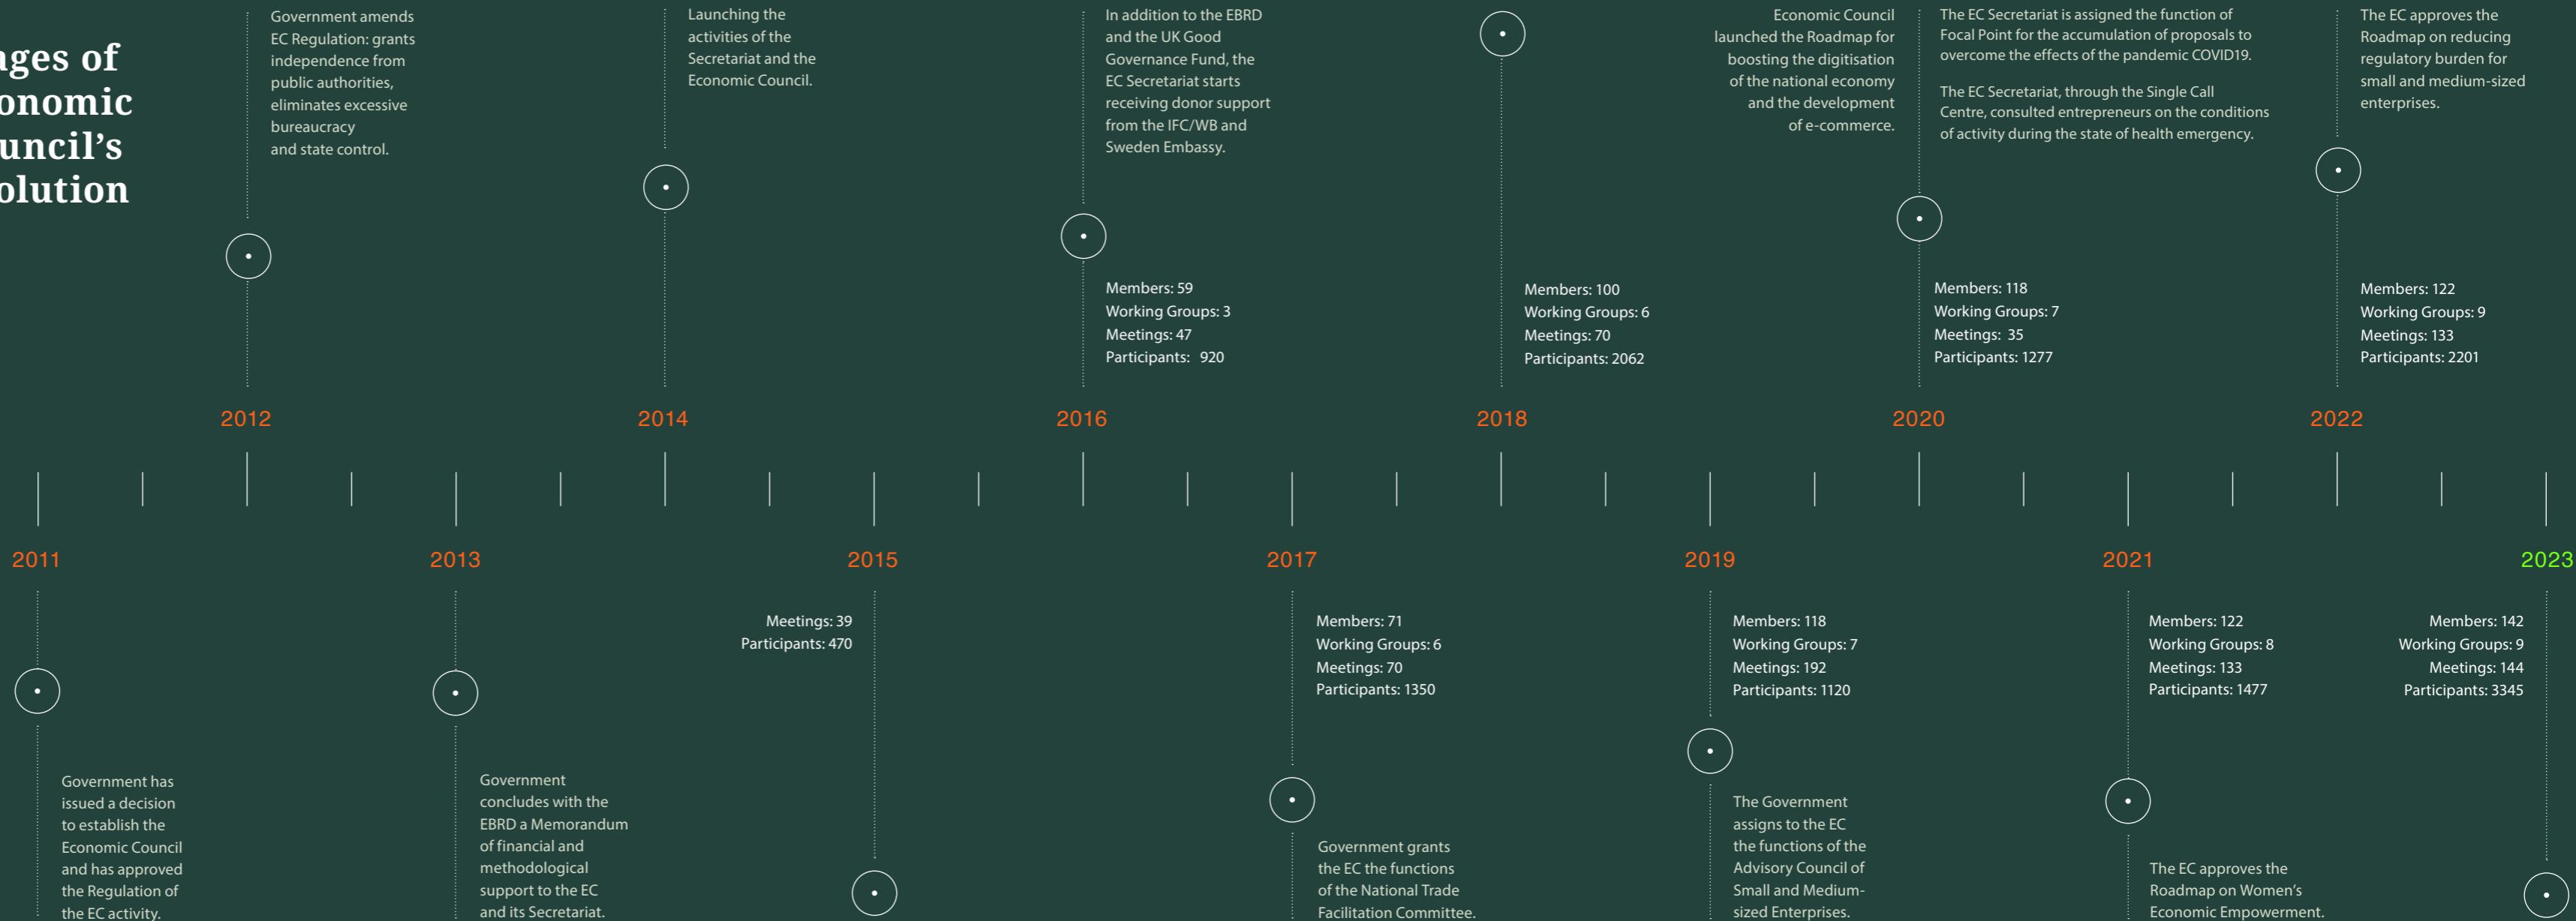 ages of
onomic
uncil's
olution
Government amends
EC Regulation: grants
independence from
public authorities,
eliminates excessive
bureaucracy
and state control.
Launching the
activities of the
Secretariat and the
Economic Council.
In addition to the EBRD
and the UK Good
Governance Fund, the
EC Secretariat starts
receiving donor support
from the IFC/WB and
Sweden Embassy.
Members: 59
Working Groups: 3
Meetings: 47
Participants: 920
Members: 100
Working Groups: 6
Meetings: 70
Participants: 2062
Economic Council
launched the Roadmap for
boosting the digitisation
of the national economy
and the development
of e-commerce.
The EC Secretariat is assigned the function of
Focal Point for the accumulation of proposals to
overcome the effects of the pandemic COVID19.
The EC Secretariat, through the Single Call
Centre, consulted entrepreneurs on the conditions
of activity during the state of health emergency.
Members: 118
Working Groups: 7
Meetings: 35
Participants: 1277
The EC approves the
Roadmap on reducing
regulatory burden for
small and medium-sized
enterprises.
Members: 122
Working Groups: 9
Meetings: 133
Participants: 2201
2012
2014
2016
2018
2020
2022
2011
2013
2015
2017
2019
2021
2023
Government has
issued a decision
to establish the
Economic Council
and has approved
the Regulation of
the EC activity.
Government
concludes with the
EBRD a Memorandum
of financial and
methodological
support to the EC
and its Secretariat.
Meetings: 39
Participants: 470
Members: 71
Working Groups: 6
Meetings: 70
Participants: 1350
Government grants
the EC the functions
of the National Trade
Facilitation Committee.
Members: 118
Working Groups: 7
Meetings: 192
Participants: 1120
The Government
assigns to the EC
the functions of the
Advisory Council of
Small and Medium-
sized Enterprises.
Members: 122
Working Groups: 8
Meetings: 133
Participants: 1477
The EC approves the
Roadmap on Women's
Economic Empowerment.
Members: 142
Working Groups: 9
Meetings: 144
Participants: 3345